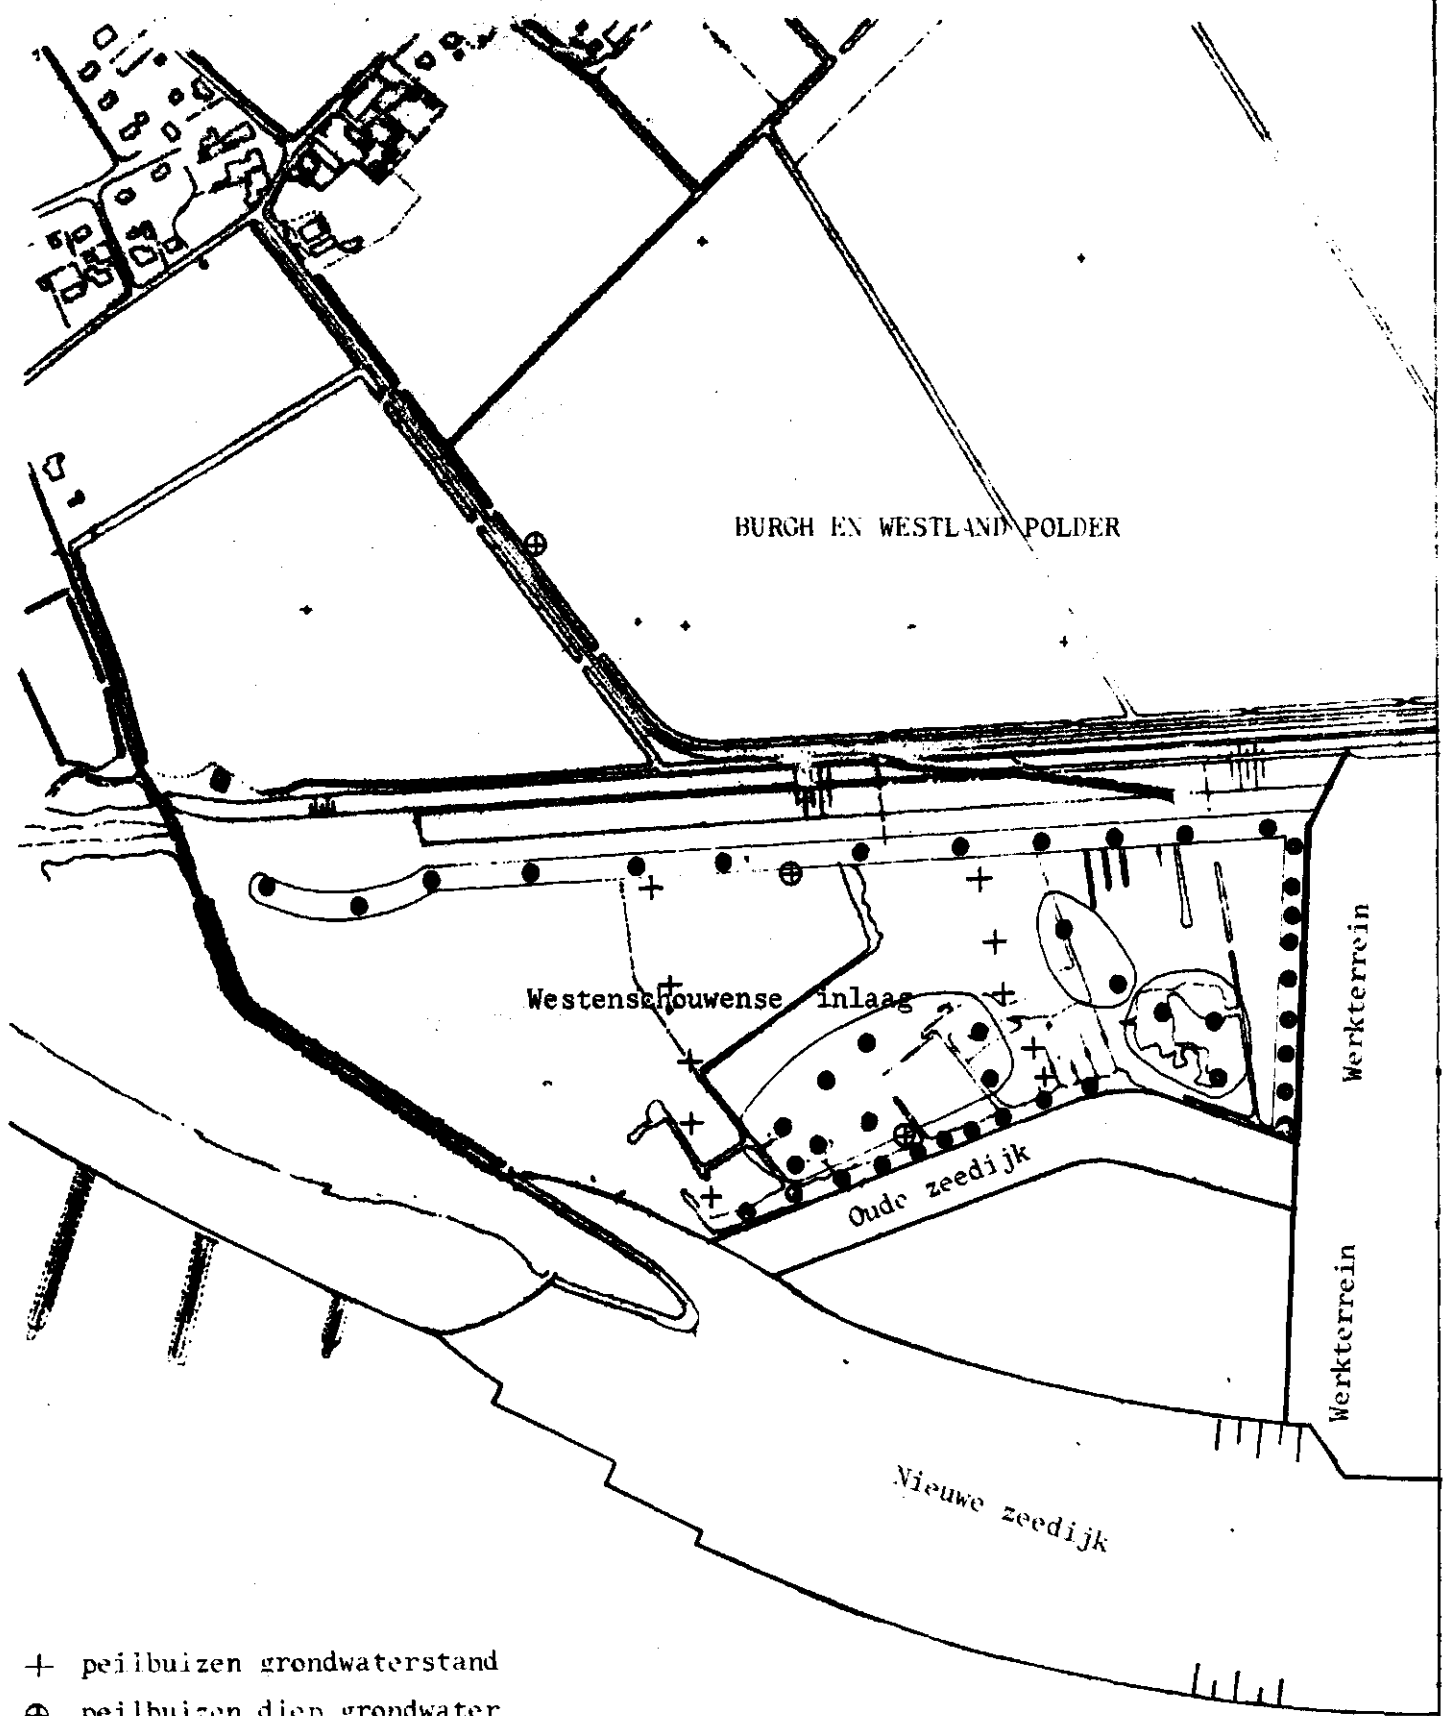 BURGH EN WESTLAND POLDER
Westenschouwense inlaag
Werkterrein
Oude zeedijk
Werkterrein
Nieuwe zeedijk
+ peilbuizen grondwaterstand
⊕ peilbuizen diep grondwater